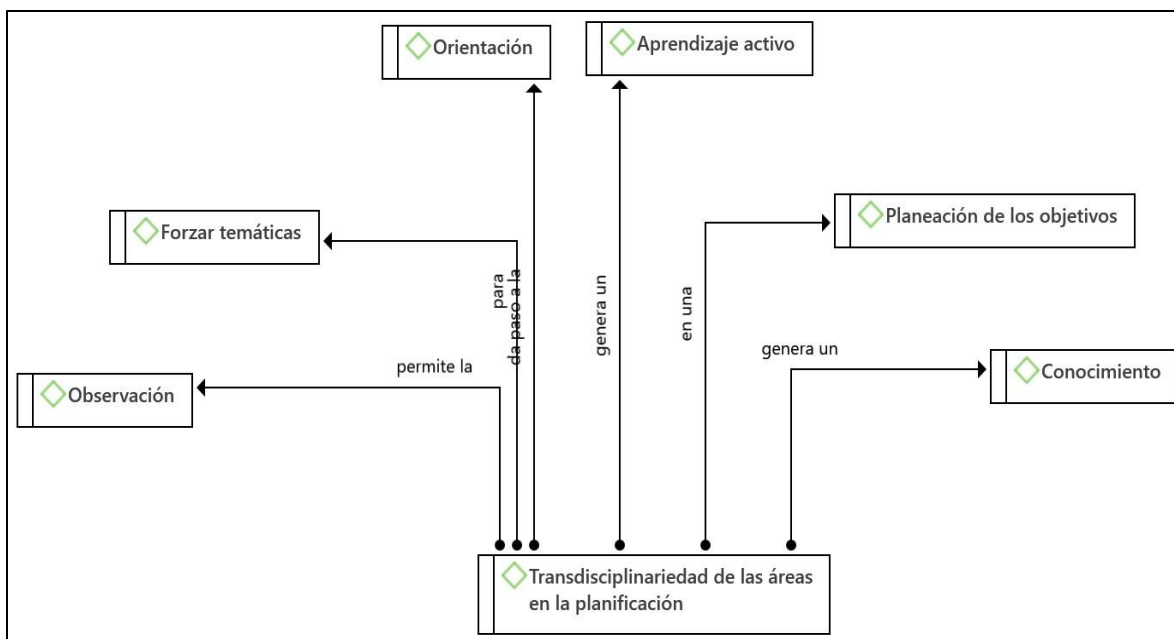 Orientación
Aprendizaje activo
Forzar temáticas
Planeación de los objetivos
para
da paso a la
genera un
en una
genera un
permite la
Observación
Conocimiento
Transdisciplinariedad de las áreas
en la planificación